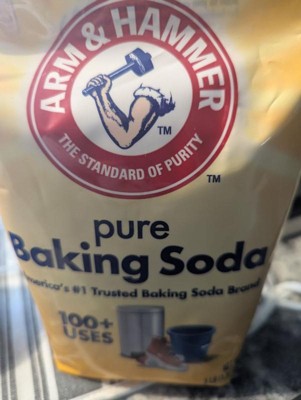 ARM & HAMMER
TM
THE STANDARD OF PURITY
TM
pure
Baking Soda
America's #1 Trusted Baking Soda Brand
100+
USES